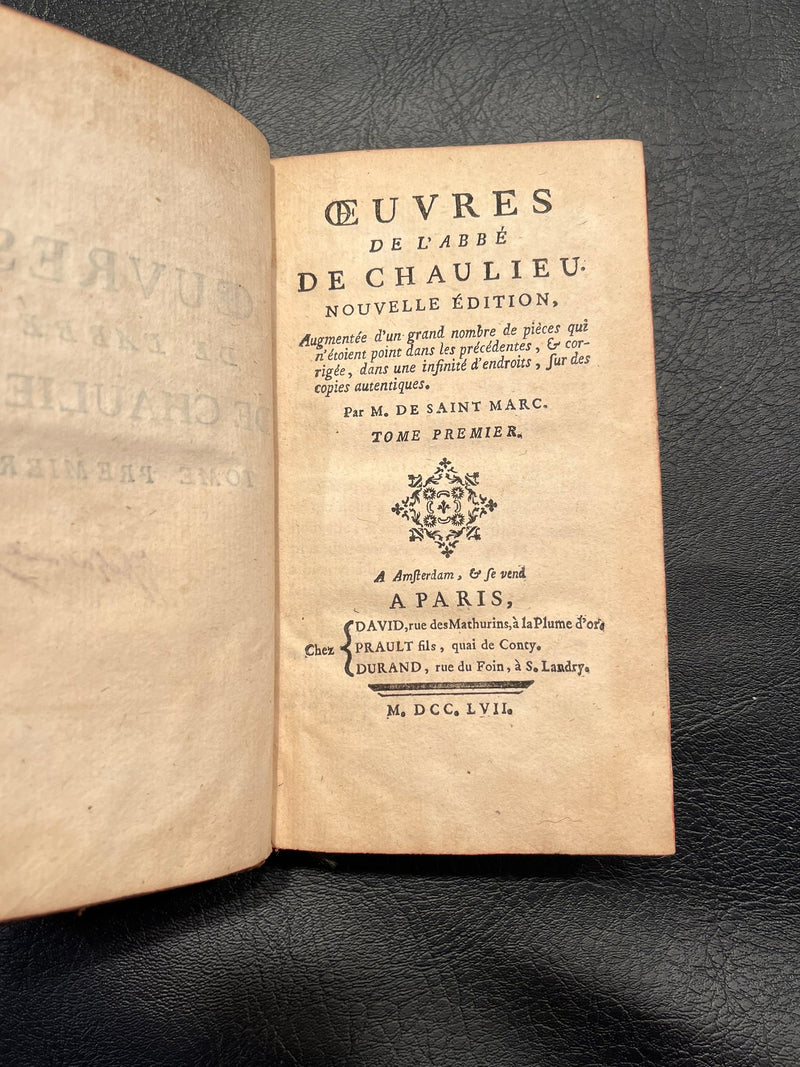 ŒUVRES
DE L'ABBÉ
DE CHAULIEU.
NOUVELLE ÉDITION,
Augmentée d'un grand nombre de pièces qui
n'étoient point dans les précédentes, & cor-
rigée, dans une infinité d'endroits, ſur des
copies autentiques.
Par M. DE SAINT MARC.
TOME PREMIER.
A Amſterdam, & ſe vend
A PARIS,
Chez { DAVID, rue des Mathurins, à la Plume d'or.
PRAULT fils, quai de Conty.
DURAND, rue du Foin, à S. Landry.
M. DCC. LVII.